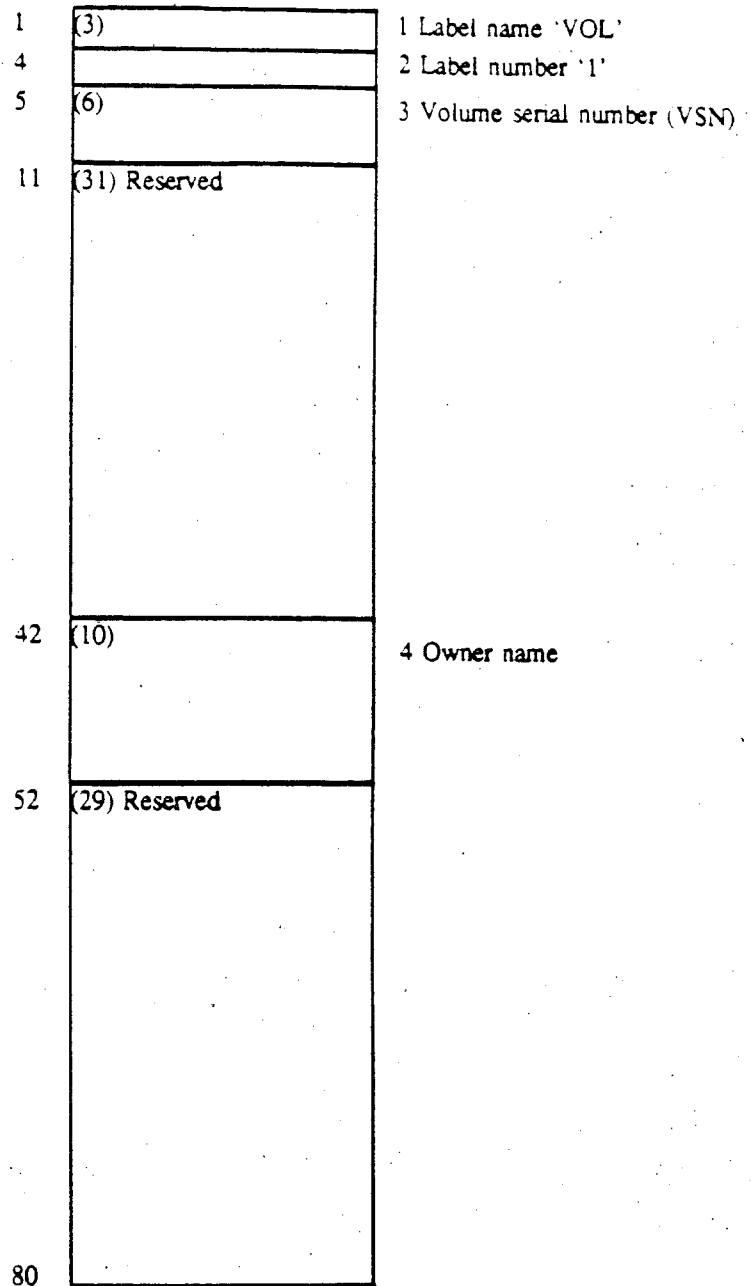 1 (3) 1 Label name ‘VOL’
4 2 Label number ‘1’
5 (6) 3 Volume serial number (VSN)
11 (31) Reserved
42 (10) 4 Owner name
52 (29) Reserved
80